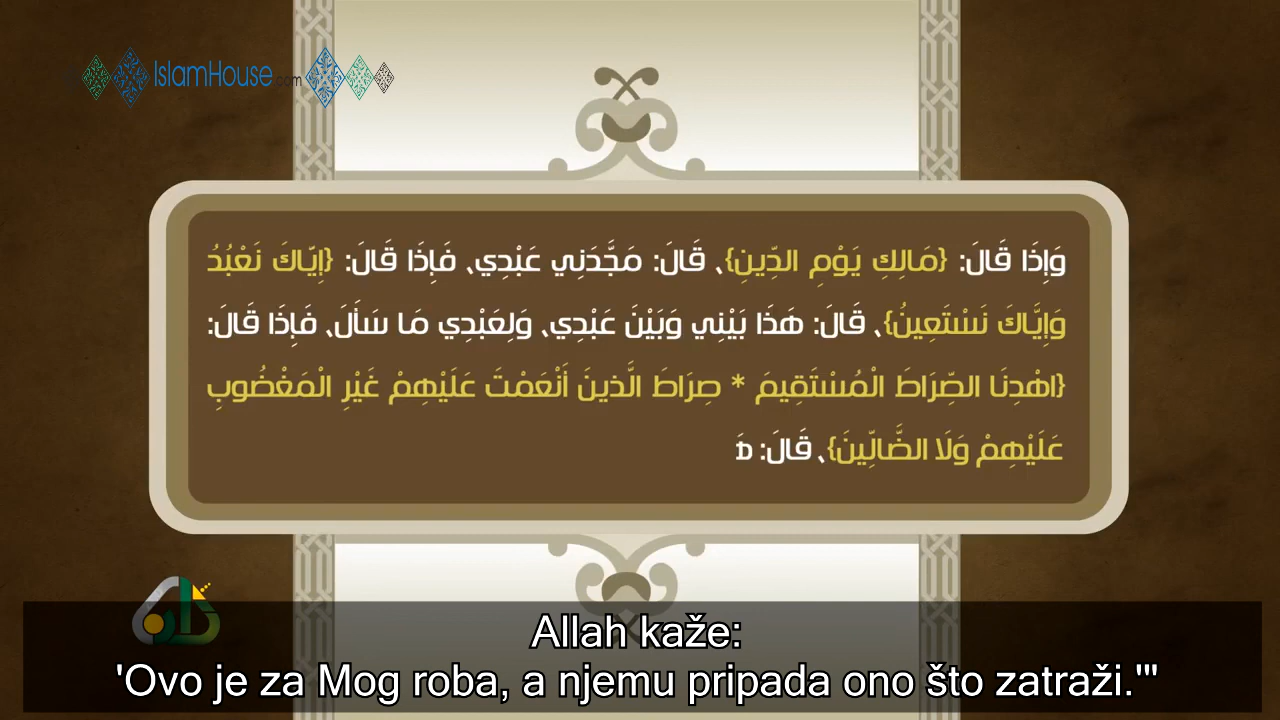 IslamHouse.com
وَإِذَا قَالَ: {مَالِكِ يَوْمِ الدِّينِ}، قَالَ: مَجَّدَنِي عَبْدِي، فَإِذَا قَالَ: {إِيَّاكَ نَعْبُدُ
وَإِيَّاكَ نَسْتَعِينُ}، قَالَ: هَذَا بَيْنِي وَبَيْنَ عَبْدِي، وَلِعَبْدِي مَا سَأَلَ، فَإِذَا قَالَ:
{اهْدِنَا الصِّرَاطَ الْمُسْتَقِيمَ * صِرَاطَ الَّذِينَ أَنْعَمْتَ عَلَيْهِمْ غَيْرِ الْمَغْضُوبِ
عَلَيْهِمْ وَلَا الضَّالِّينَ}، قَالَ: هَ
Allah kaže:
'Ovo je za Mog roba, a njemu pripada ono što zatraži.'"